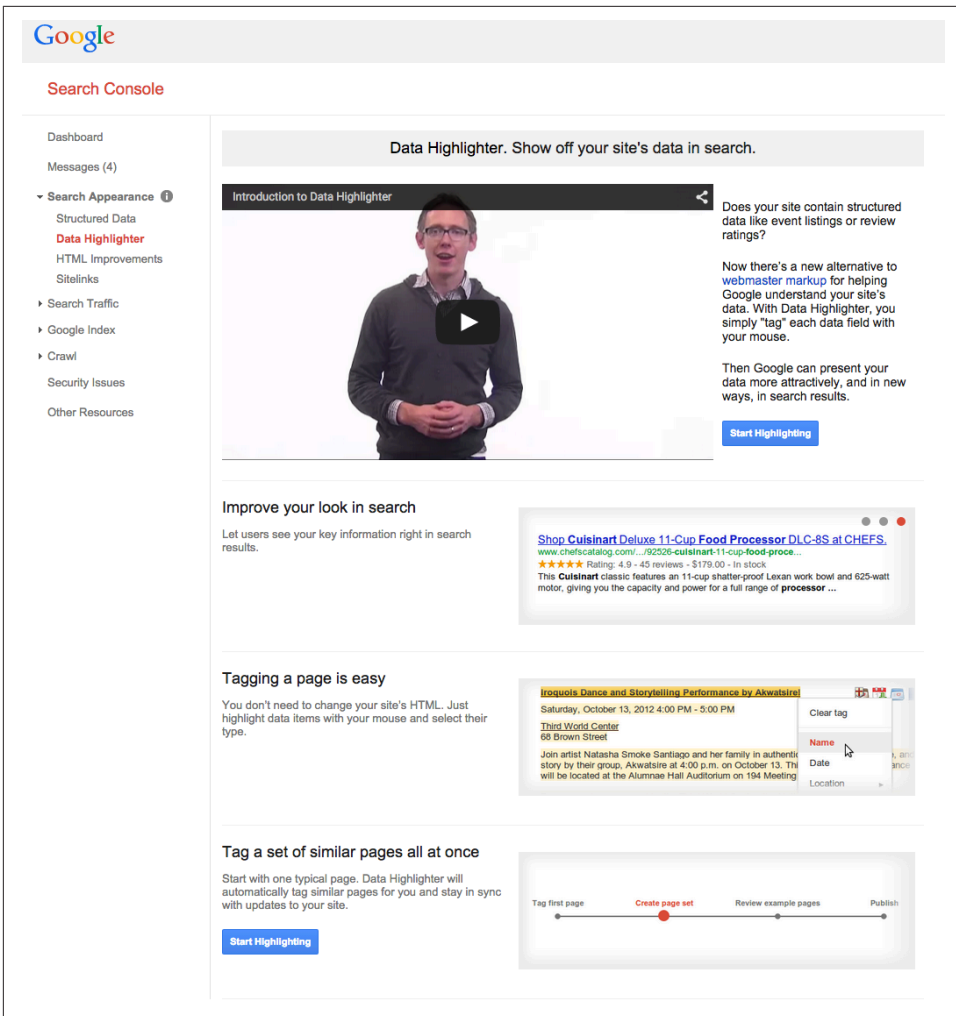 Google
Search Console
Dashboard
Messages (4)
Search Appearance
Structured Data
Data Highlighter
HTML Improvements
Sitelinks
Search Traffic
Google Index
Crawl
Security Issues
Other Resources
Data Highlighter. Show off your site's data in search.
Introduction to Data Highlighter
Does your site contain structured
data like event listings or review
ratings?
Now there's a new alternative to
webmaster markup for helping
Google understand your site's
data. With Data Highlighter, you
simply "tag" each data field with
your mouse.
Then Google can present your
data more attractively, and in new
ways, in search results.
Start Highlighting
Improve your look in search
Let users see your key information right in search
results.
Shop Cuisinart Deluxe 11-Cup Food Processor DLC-8S at CHEFS.
www.chefscatalog.com/.../92526-cuisinart-11-cup-food-proce...
Rating: 4.9 - 45 reviews - $179.00 - In stock
This Cuisinart classic features an 11-cup shatter-proof Lexan work bowl and 625-watt
motor, giving you the capacity and power for a full range of processor ...
Tagging a page is easy
You don't need to change your site's HTML. Just
highlight data items with your mouse and select their
type.
Iroquois Dance and Storytelling Performance by Akwatsire!
Saturday, October 13, 2012 4:00 PM - 5:00 PM
Third World Center
68 Brown Street
Join artist Natasha Smoke Santiago and her family in authentic
story by their group, Akwatsire at 4:00 p.m. on October 13.
will be located at the Alumnae Hall Auditorium on 194 Meeting
Clear tag
Name
Date
Location
Tag a set of similar pages all at once
Start with one typical page. Data Highlighter will
automatically tag similar pages for you and stay in sync
with updates to your site.
Start Highlighting
Tag first page
Create page set
Review example pages
Publish